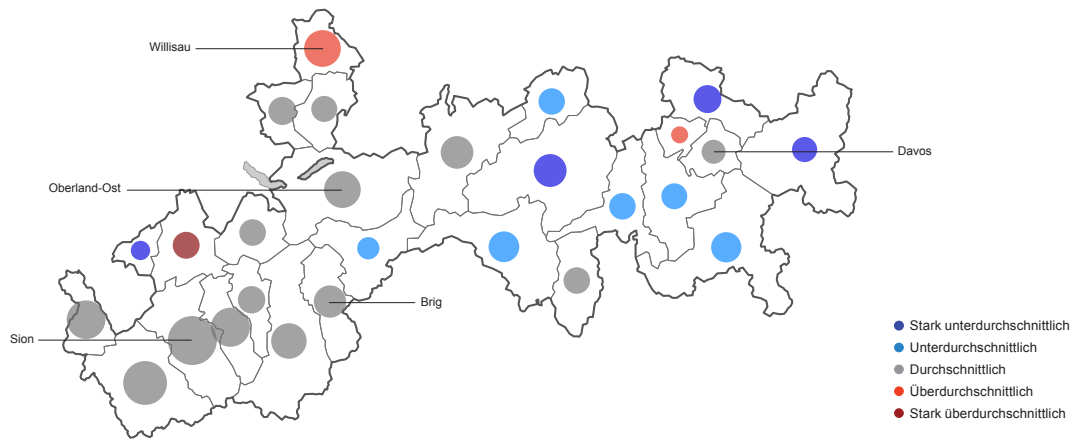 Willisau
Davos
Oberland-Ost
Brig
Sion
Stark unterdurchschnittlich
Unterdurchschnittlich
Durchschnittlich
Überdurchschnittlich
Stark überdurchschnittlich